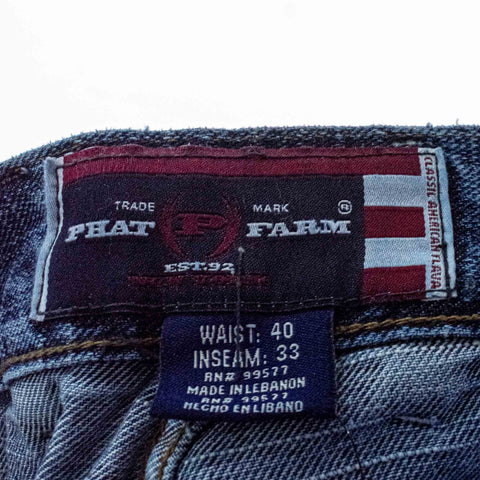 TRADE MARK ®
PHAT P FARM
EST. 92
CLASSIC AMERICAN FLAVA
WAIST: 40
INSEAM: 33
RN# 99577
MADE IN LEBANON
RN# 99577
HECHO EN LIBANO